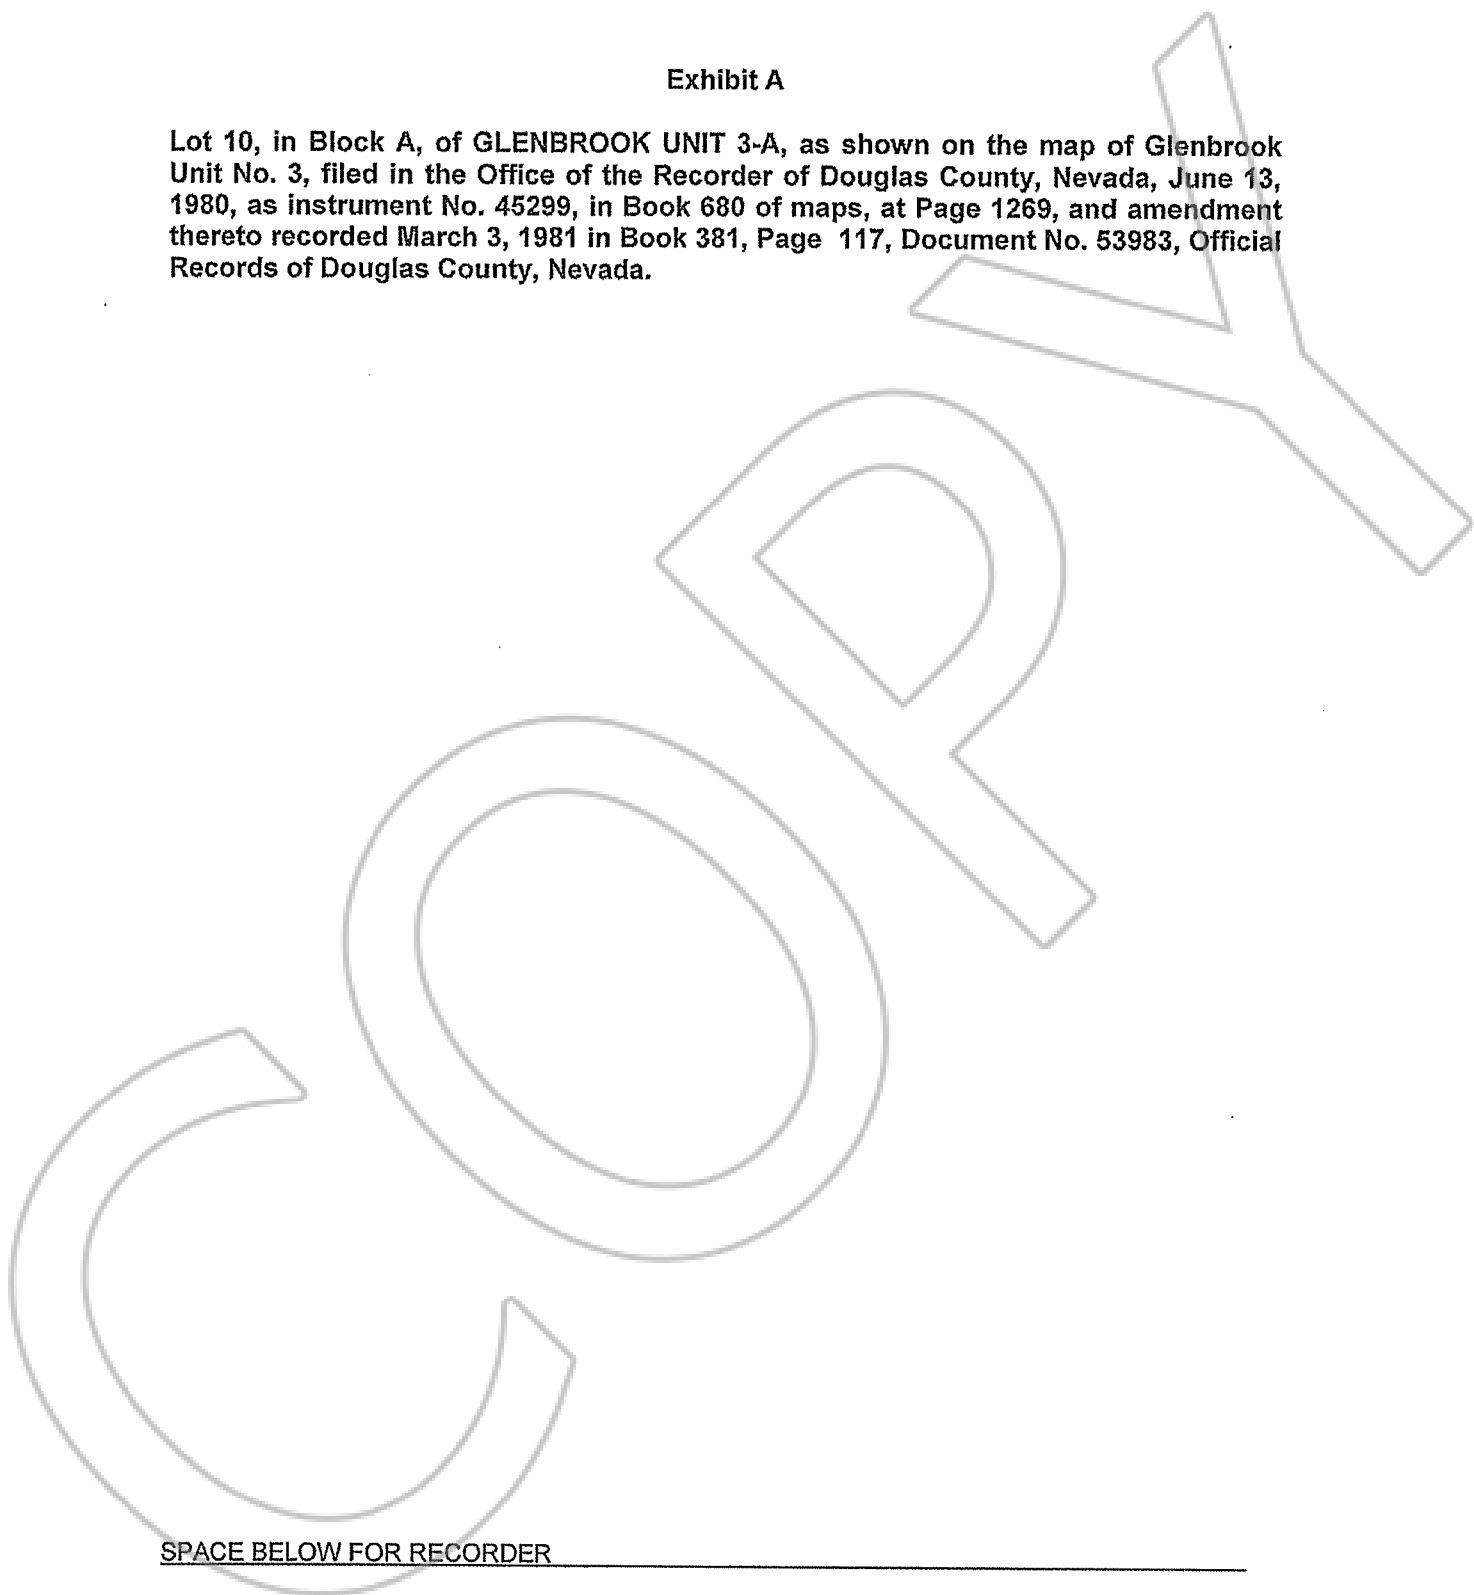 Exhibit A
Lot 10, in Block A, of GLENBROOK UNIT 3-A, as shown on the map of Glenbrook
Unit No. 3, filed in the Office of the Recorder of Douglas County, Nevada, June 13,
1980, as instrument No. 45299, in Book 680 of maps, at Page 1269, and amendment
thereto recorded March 3, 1981 in Book 381, Page 117, Document No. 53983, Official
Records of Douglas County, Nevada.
COPY
SPACE BELOW FOR RECORDER